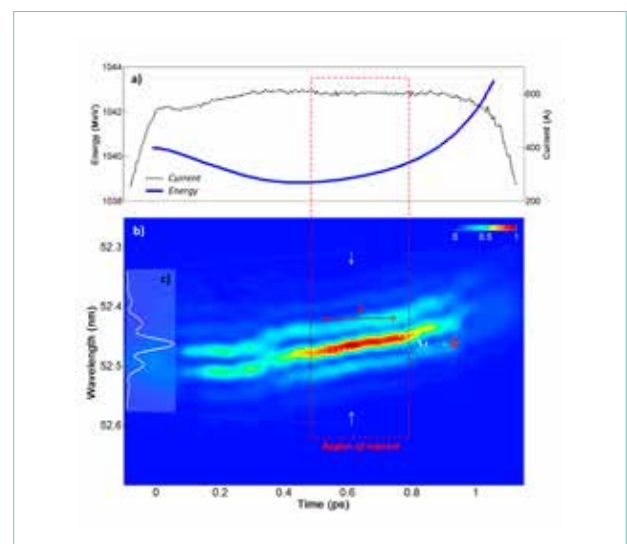 a)
1044
1042
1040
1038
Energy (MeV)
Current
Energy
600
400
200
Current (A)
b)
0 0.5 1
c)
52.3
52.4
52.5
52.6
Wavelength (nm)
Region of interest
0 0.2 0.4 0.6 0.8 1
Time (ps)